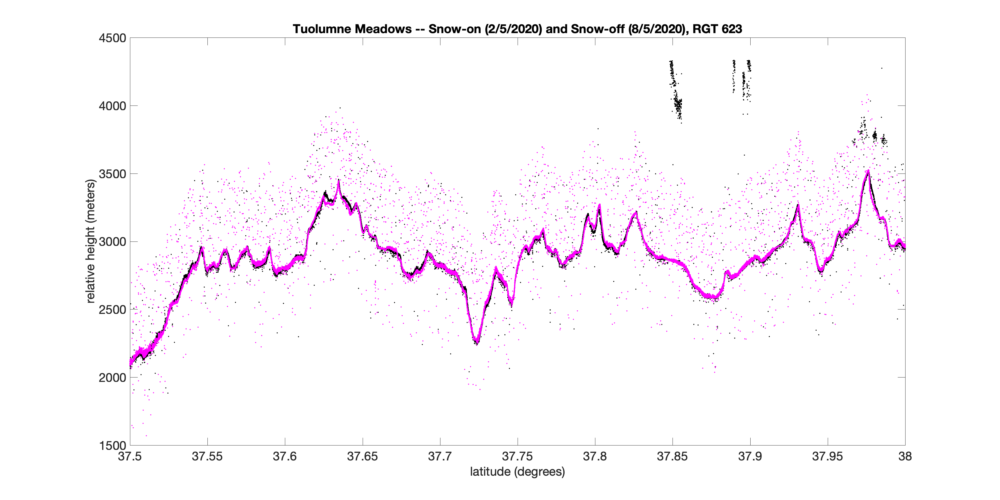 Tuolumne Meadows -- Snow-on (2/5/2020) and Snow-off (8/5/2020), RGT 623
4500
4000
3500
3000
2500
2000
1500
relative height (meters)
37.5 37.55 37.6 37.65 37.7 37.75 37.8 37.85 37.9 37.95 38
latitude (degrees)